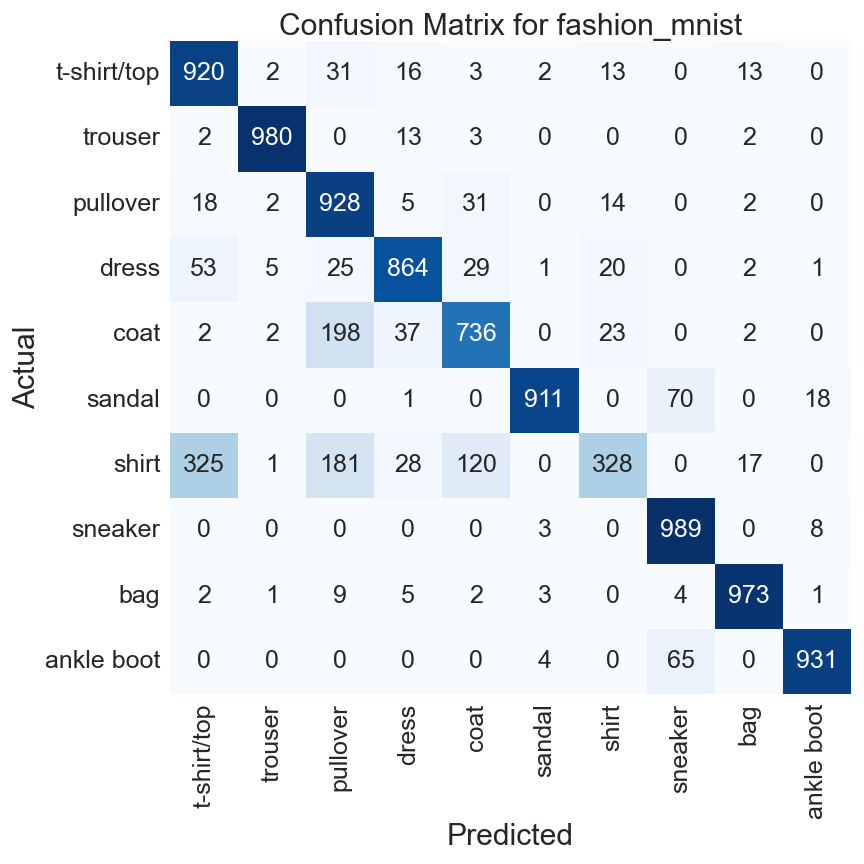 Confusion Matrix for fashion_mnist
Actual
t-shirt/top 920 2 31 16 3 2 13 0 13 0
trouser 2 980 0 13 3 0 0 0 2 0
pullover 18 2 928 5 31 0 14 0 2 0
dress 53 5 25 864 29 1 20 0 2 1
coat 2 2 198 37 736 0 23 0 2 0
sandal 0 0 0 1 0 911 0 70 0 18
shirt 325 1 181 28 120 0 328 0 17 0
sneaker 0 0 0 0 0 3 0 989 0 8
bag 2 1 9 5 2 3 0 4 973 1
ankle boot 0 0 0 0 0 4 0 65 0 931
t-shirt/top trouser pullover dress coat sandal shirt sneaker bag ankle boot
Predicted